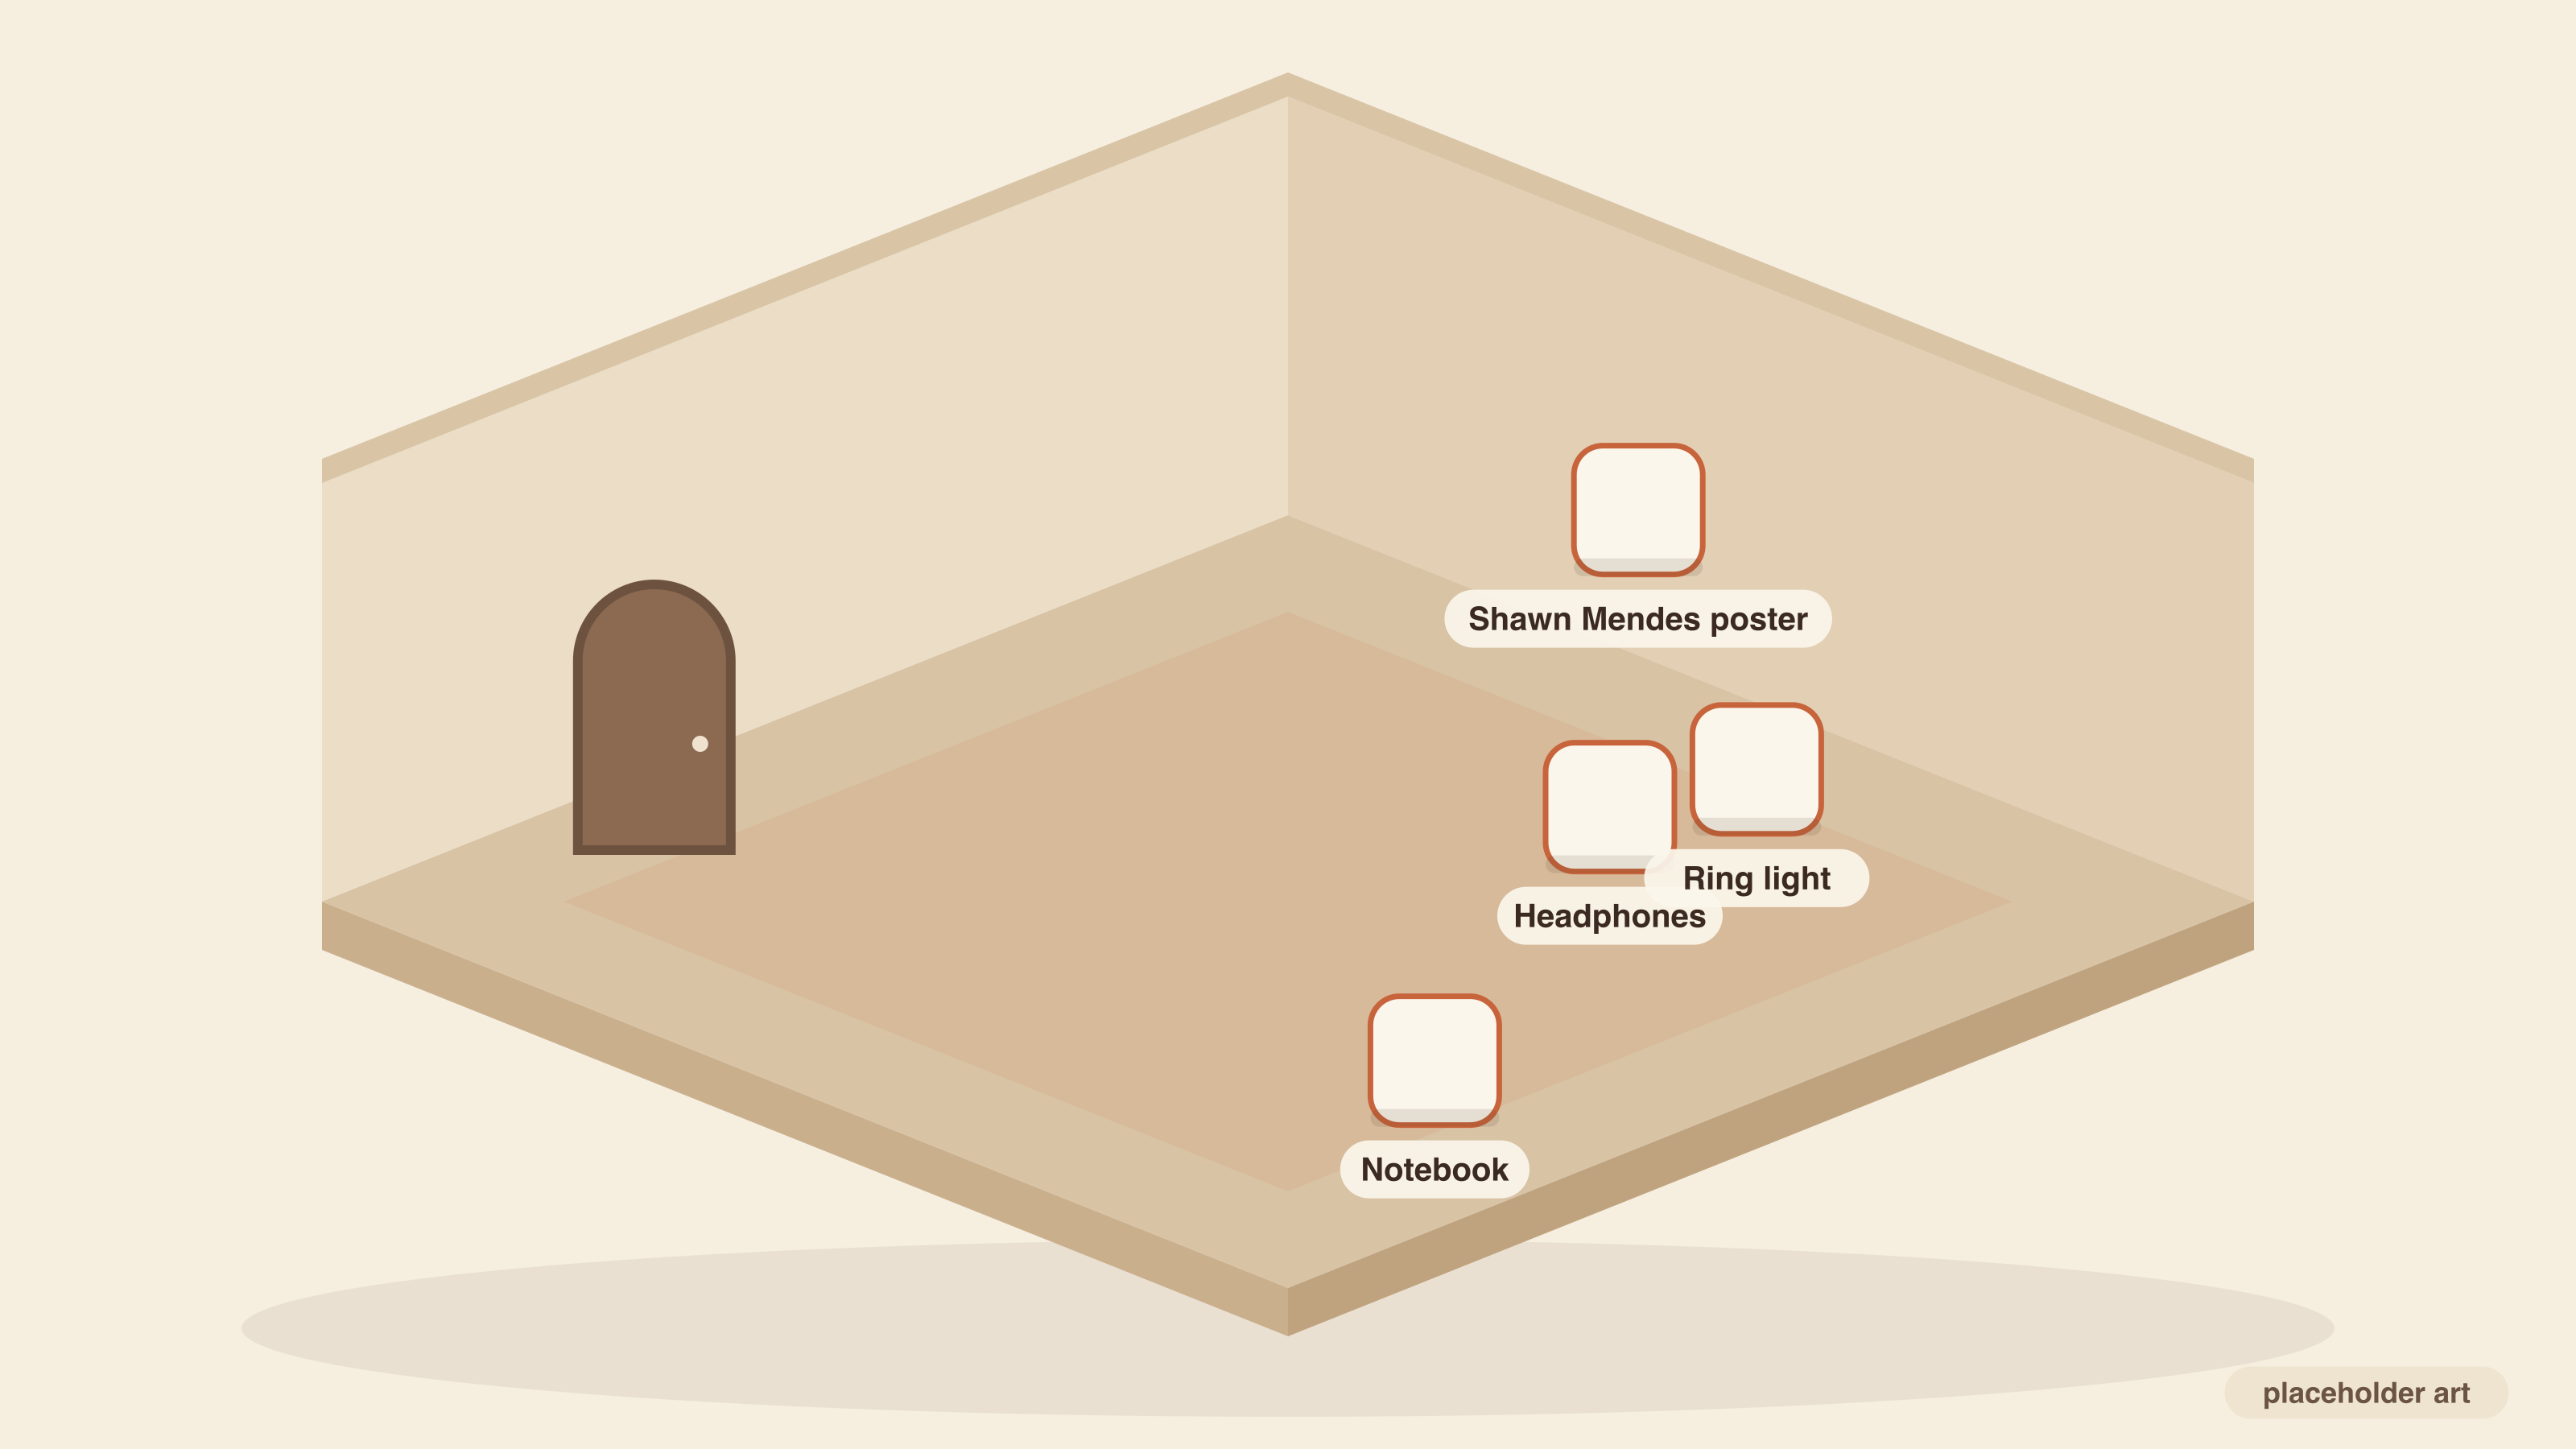 Shawn Mendes poster
Ring light
Headphones
Notebook
placeholder art